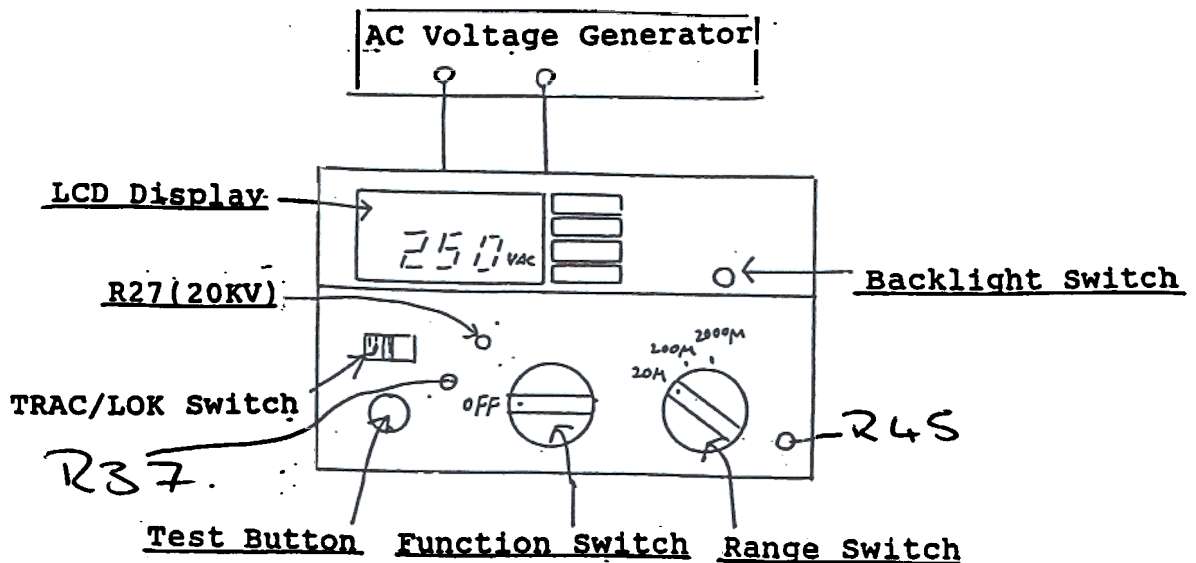 AC Voltage Generator
LCD Display
250 VAC
R27(20KV)
Backlight Switch
2000M
200M
20M
TRAC/LOK Switch
OFF
R45
R37.
Test Button Function Switch Range Switch